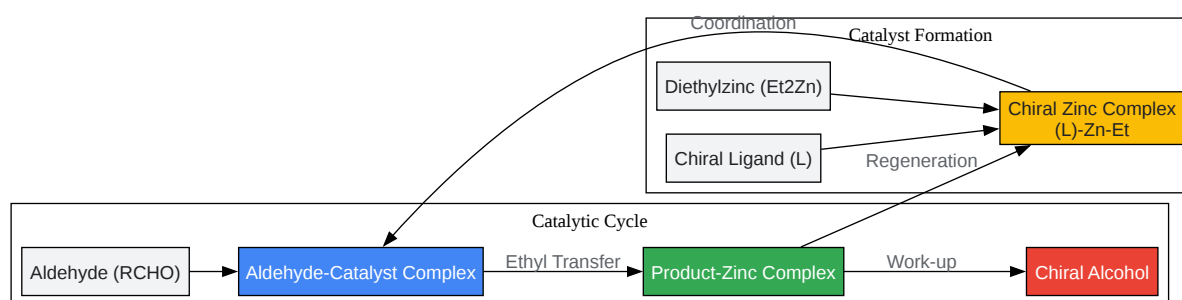 Coordination
Catalyst Formation
Diethylzinc (Et2Zn)
Chiral Zinc Complex
(L)-Zn-Et
Chiral Ligand (L)
Regeneration
Catalytic Cycle
Aldehyde (RCHO)
Aldehyde-Catalyst Complex
Ethyl Transfer
Product-Zinc Complex
Work-up
Chiral Alcohol